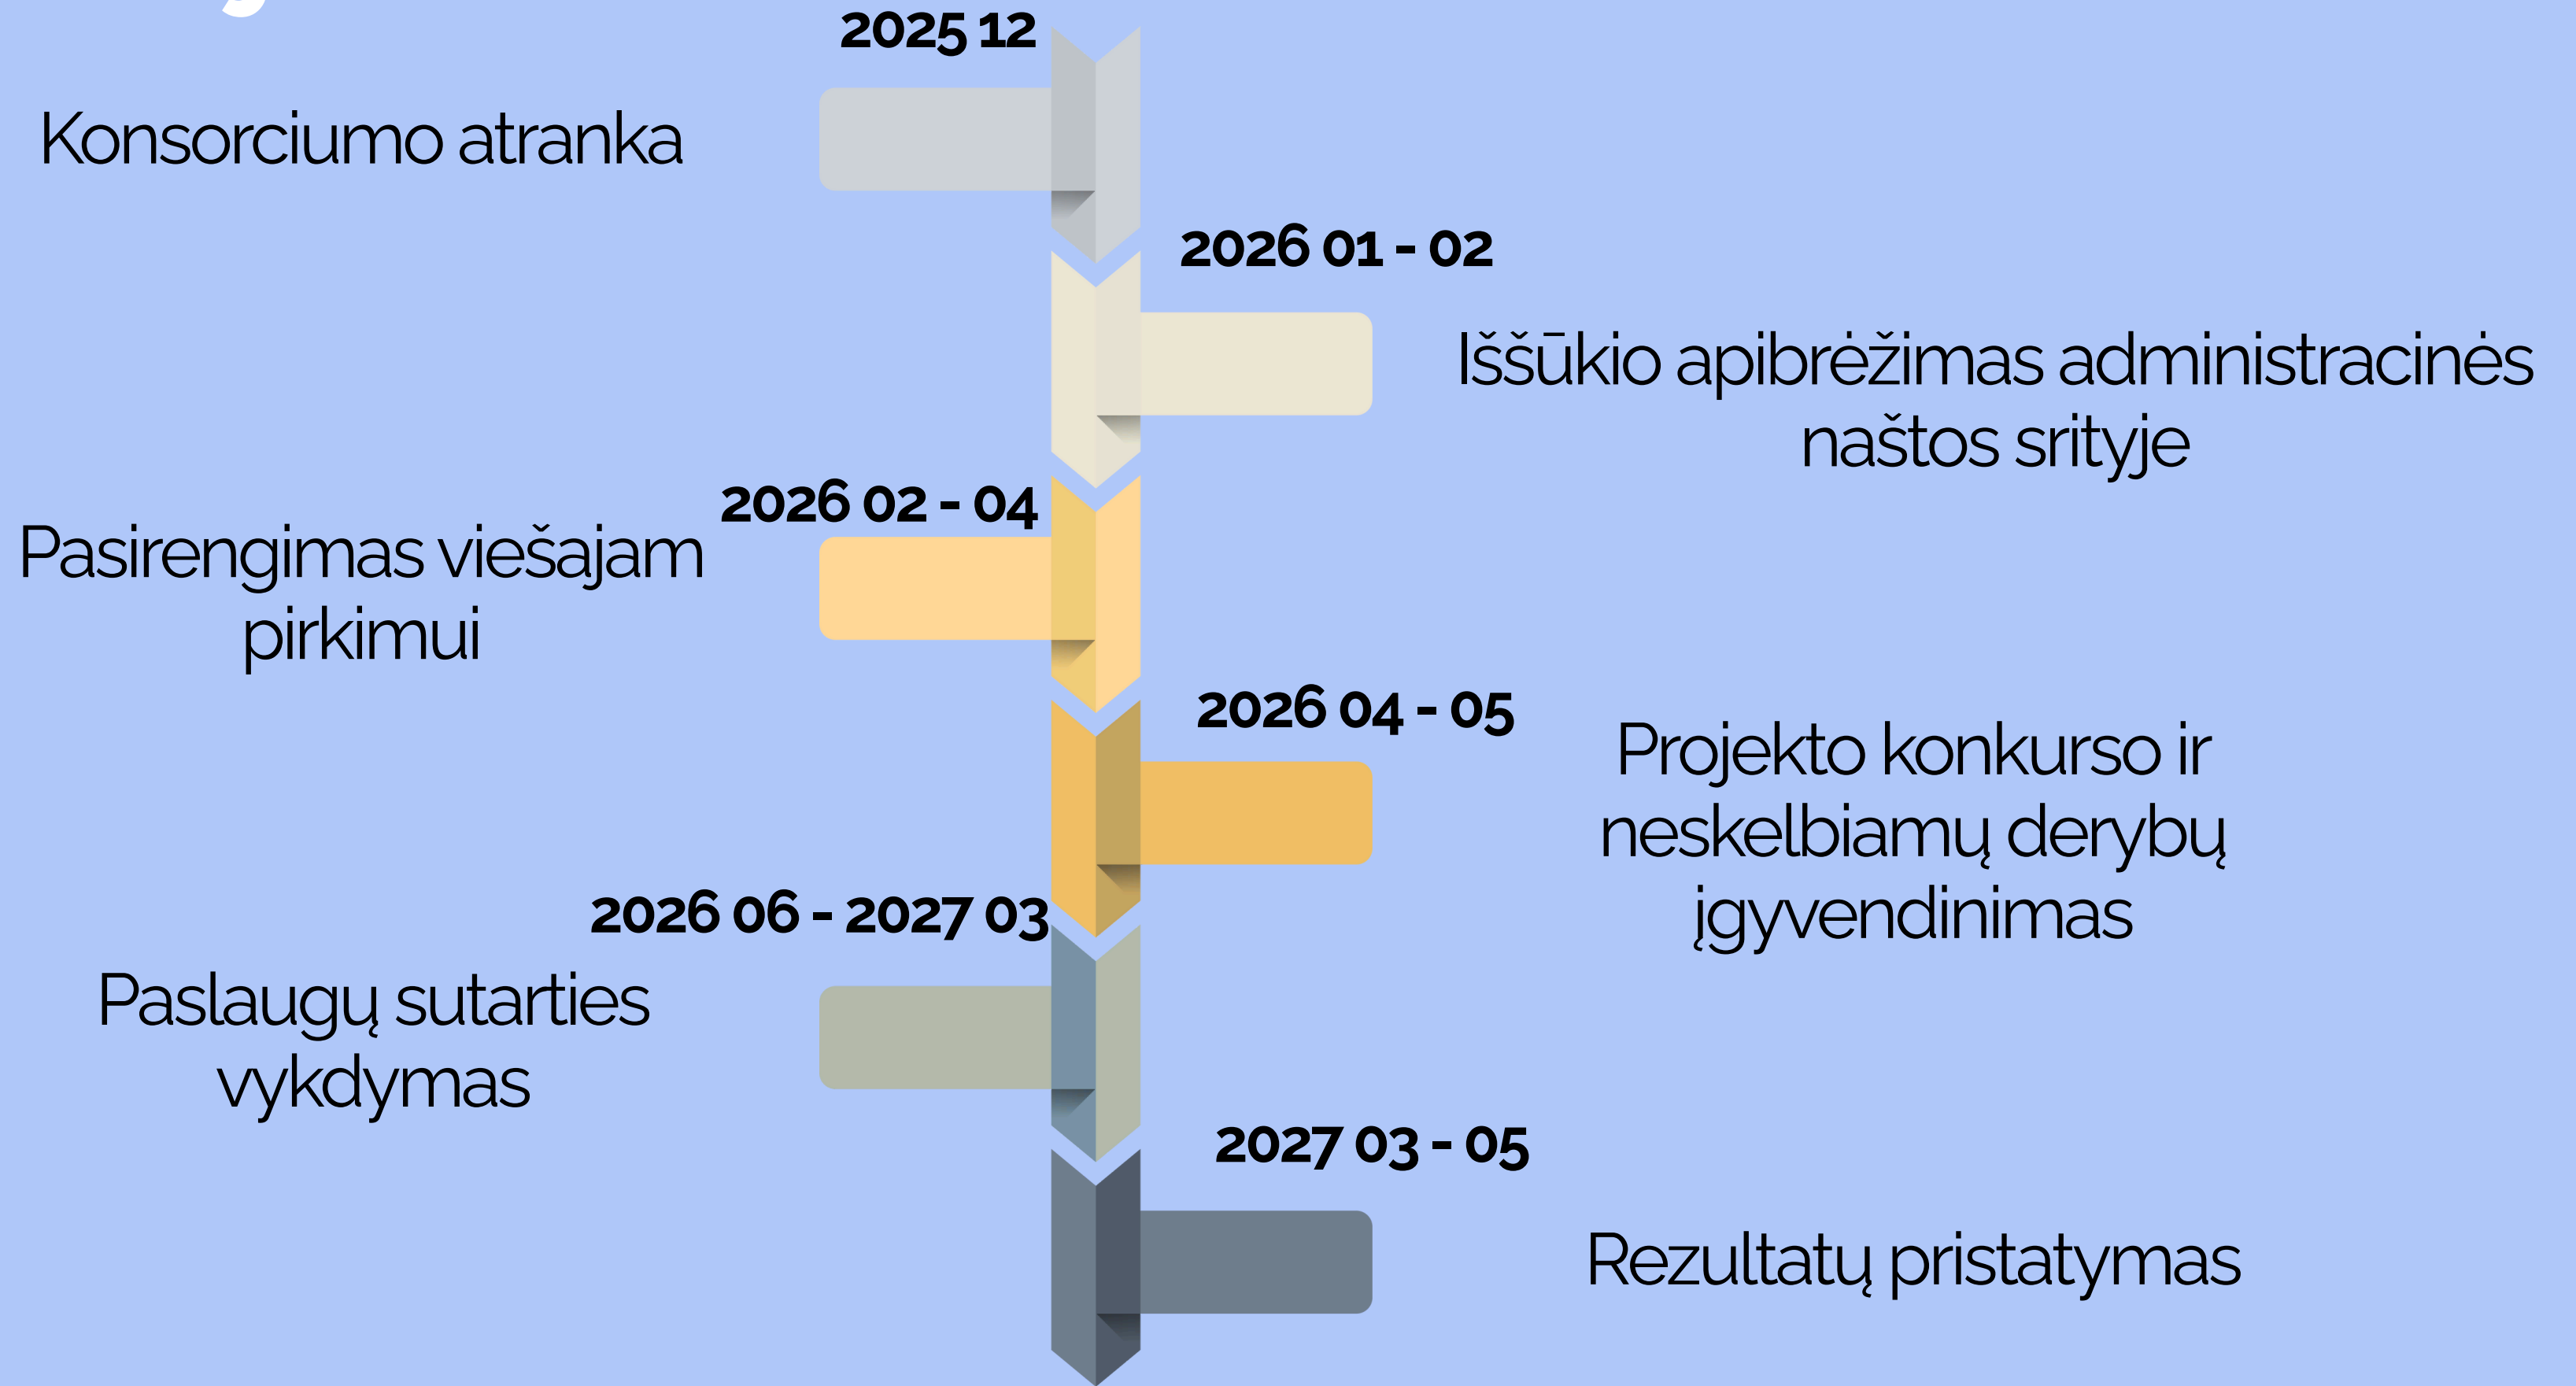 2025 12
Konsorciumo atranka
2026 01 - 02
Iššūkio apibrėžimas administracinės
naštos srityje
2026 02 - 04
Pasirengimas viešajam
pirkimui
2026 04 - 05
Projekto konkurso ir
neskelbiamų derybų
įgyvendinimas
2026 06 - 2027 03
Paslaugų sutarties
vykdymas
2027 03 - 05
Rezultatų pristatymas